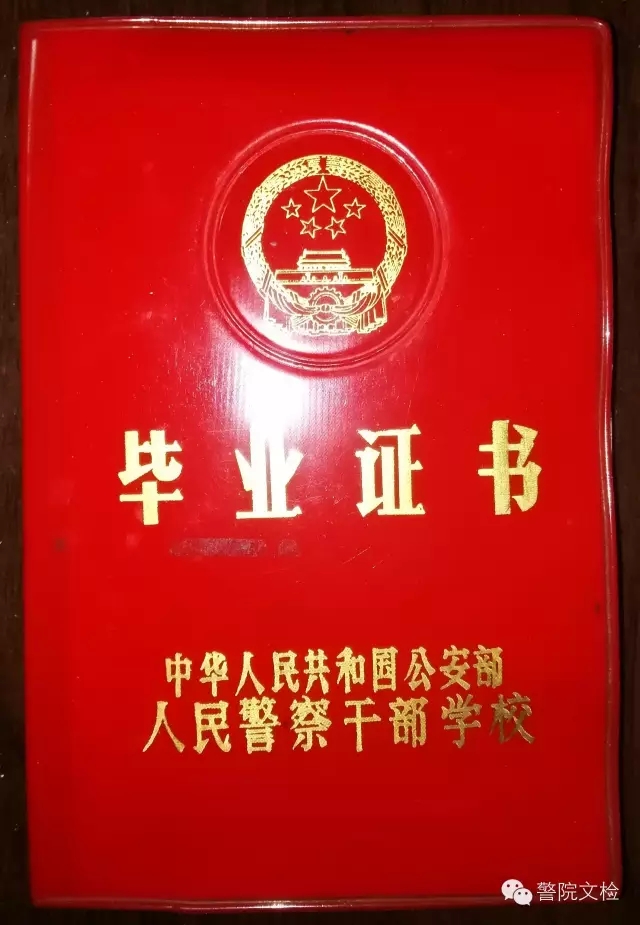 毕业证书
中华人民共和国公安部
人民警察干部学校
警院文检